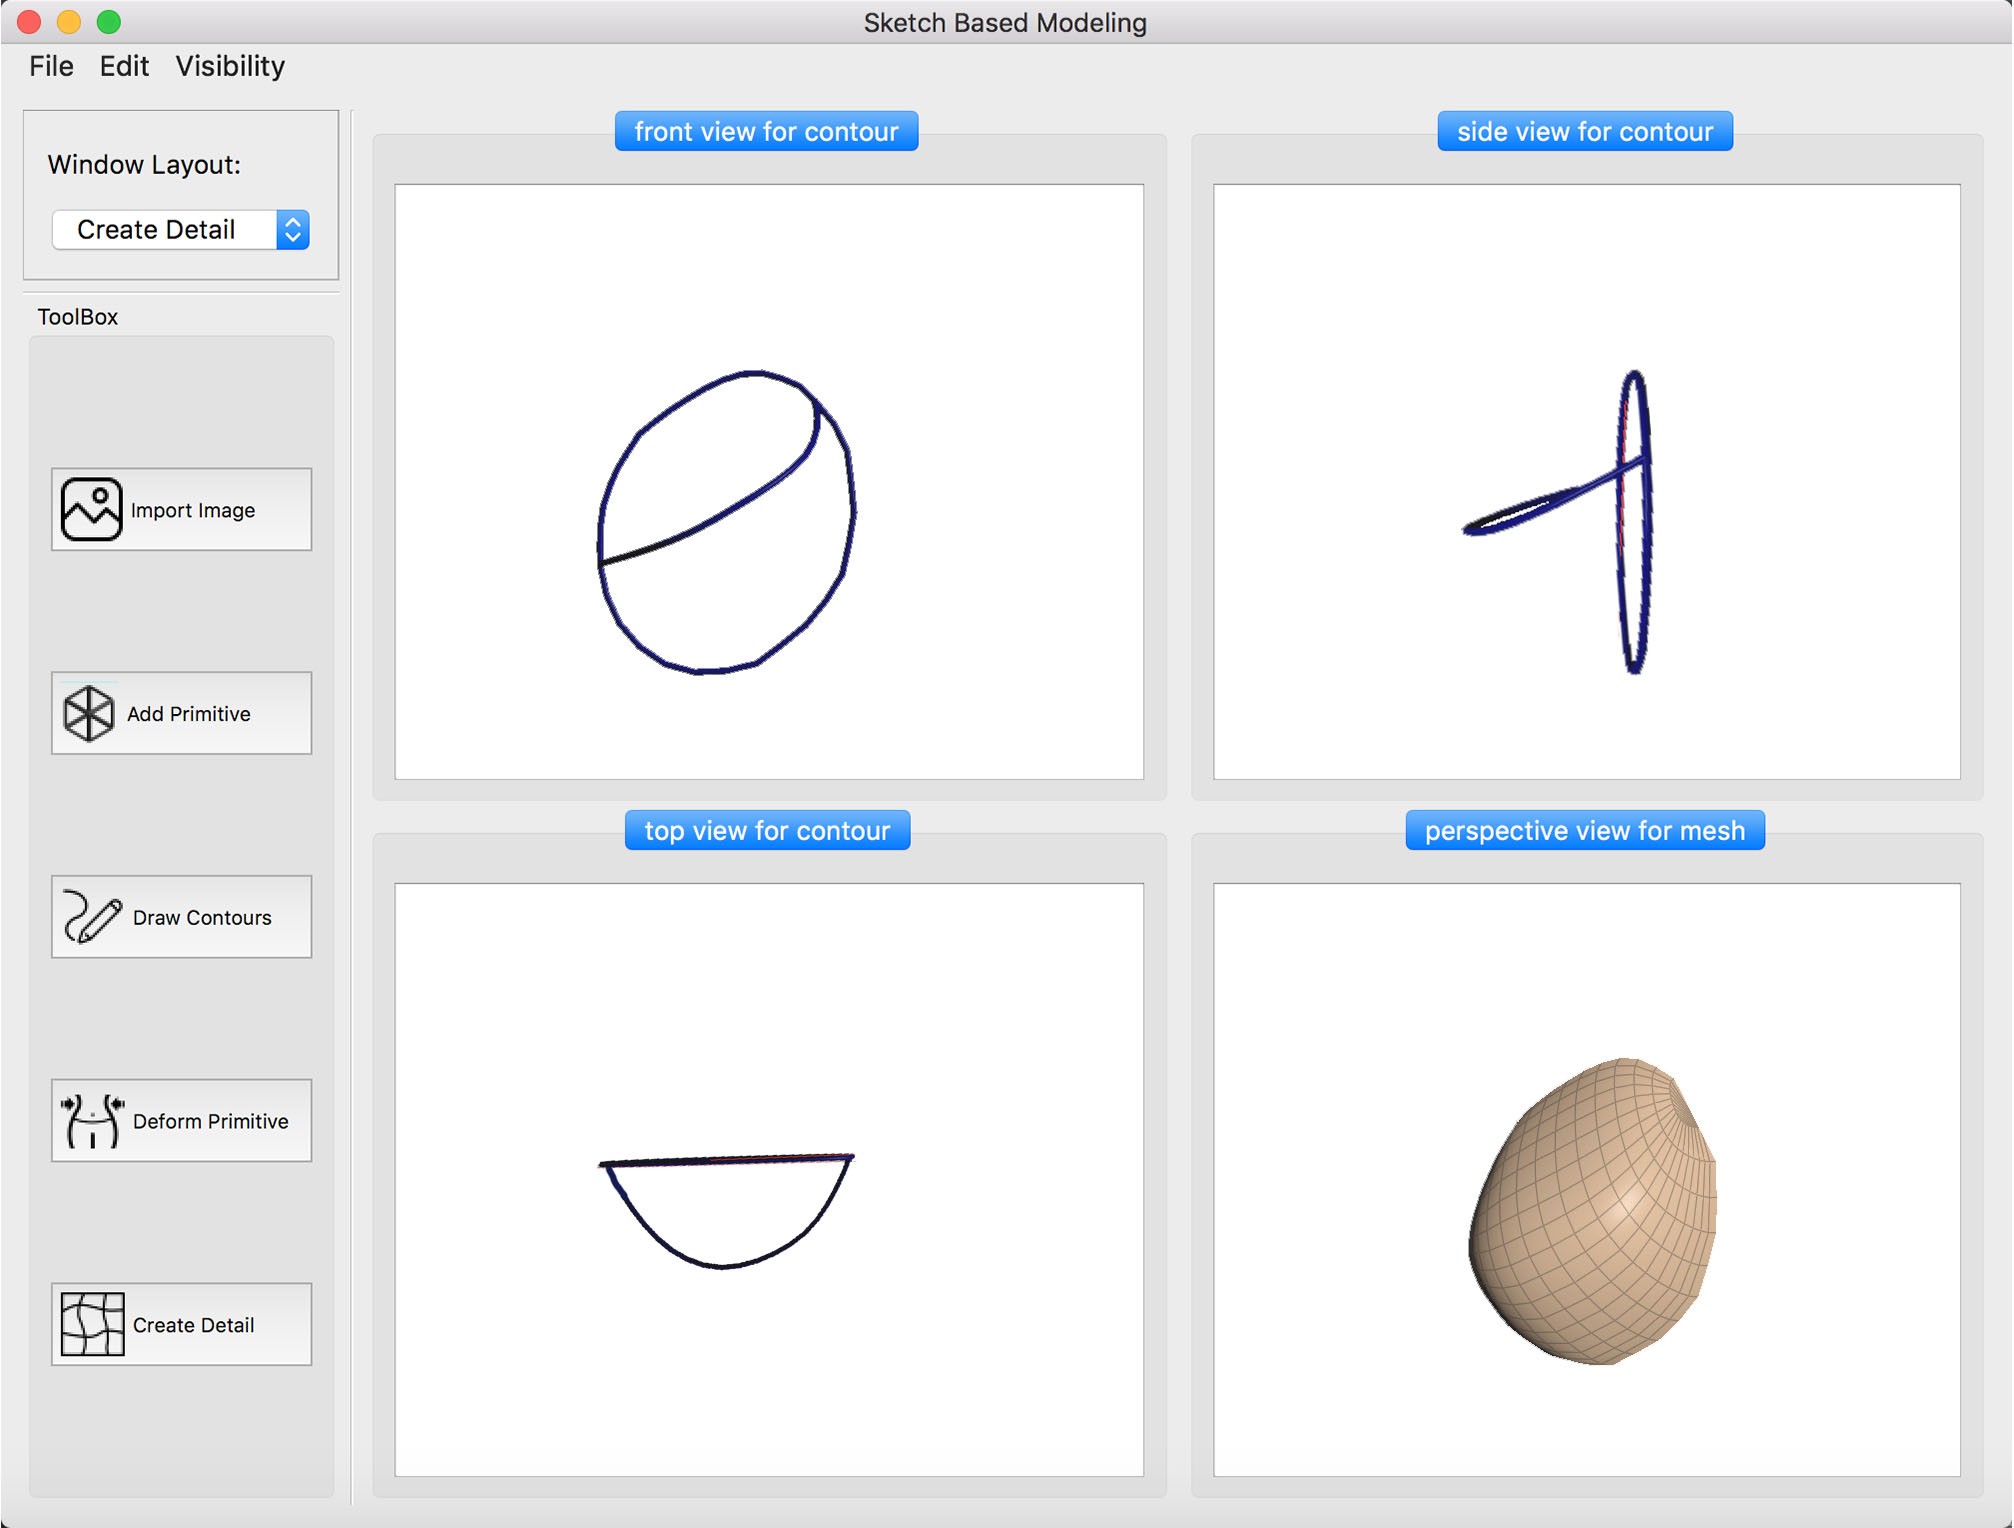 Sketch Based Modeling
File Edit Visibility
Window Layout:
Create Detail
ToolBox
Import Image
Add Primitive
Draw Contours
Deform Primitive
Create Detail
front view for contour
side view for contour
top view for contour
perspective view for mesh